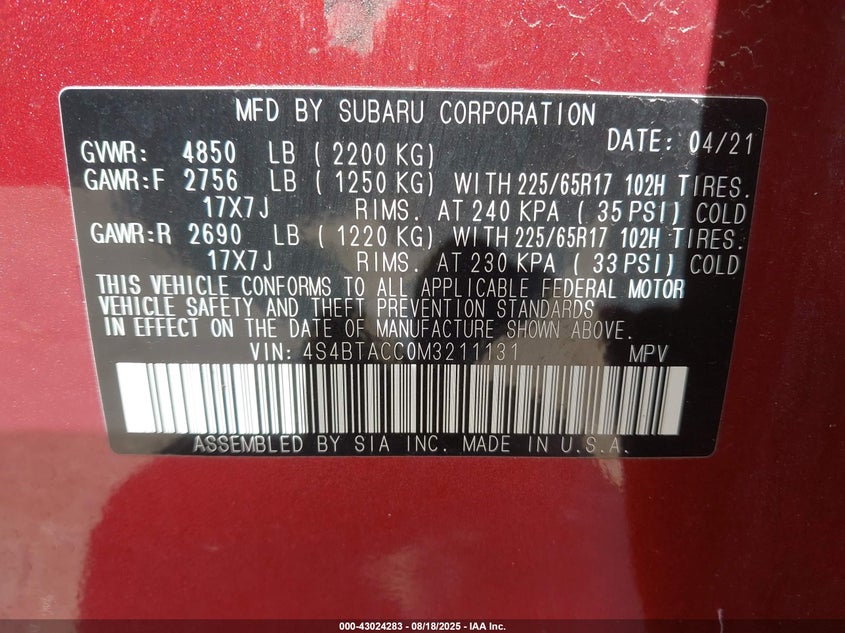 MFD BY SUBARU CORPORATION
DATE: 04/21
GVWR: 4850 LB ( 2200 KG)
GAWR:F 2756 LB ( 1250 KG) WITH 225/65R17 102H TIRES.
17X7J RIMS. AT 240 KPA ( 35 PSI) COLD
GAWR:R 2690 LB ( 1220 KG) WITH 225/65R17 102H TIRES.
17X7J RIMS. AT 230 KPA ( 33 PSI) COLD
THIS VEHICLE CONFORMS TO ALL APPLICABLE FEDERAL MOTOR
VEHICLE SAFETY AND THEFT PREVENTION STANDARDS
IN EFFECT ON THE DATE OF MANUFACTURE SHOWN ABOVE.
VIN: 4S4BTACC0M3211131 MPV
ASSEMBLED BY SIA INC. MADE IN U.S.A.
000-43024283 - 08/18/2025 - IAA Inc.